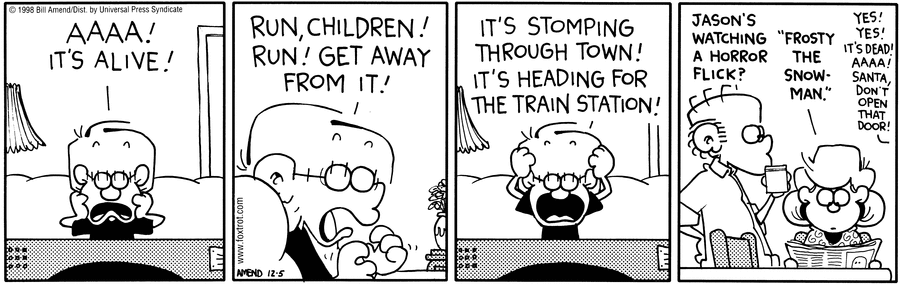 © 1998 Bill Amend/Dist. by Universal Press Syndicate
AAAA!
IT'S ALIVE!
RUN, CHILDREN!
RUN! GET AWAY
FROM IT!
www.foxtrot.com
AMEND 12-5
IT'S STOMPING
THROUGH TOWN!
IT'S HEADING FOR
THE TRAIN STATION!
JASON'S
WATCHING
A HORROR
FLICK?
"FROSTY
THE
SNOW-
MAN."
YES!
YES!
IT'S DEAD!
AAAA!
SANTA,
DON'T
OPEN
THAT
DOOR!